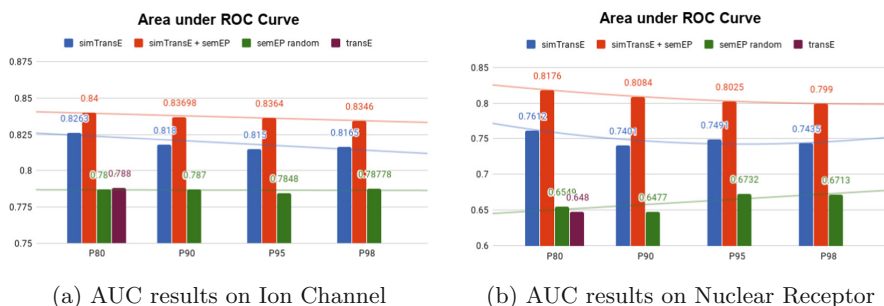 Area under ROC Curve
simTransE simTransE + semEP semEP random transE
0.875
0.85
0.825
0.8
0.775
0.75
0.8263 0.84 0.788
0.818 0.83698 0.787
0.815 0.8364 0.7848
0.8165 0.8346 0.78778
P80 P90 P95 P98
(a) AUC results on Ion Channel
Area under ROC Curve
simTransE simTransE + semEP semEP random transE
0.85
0.8
0.75
0.7
0.65
0.6
0.7612 0.8176 0.6549 0.648
0.7401 0.8084 0.6477
0.7491 0.8025 0.6732
0.7435 0.799 0.6713
P80 P90 P95 P98
(b) AUC results on Nuclear Receptor